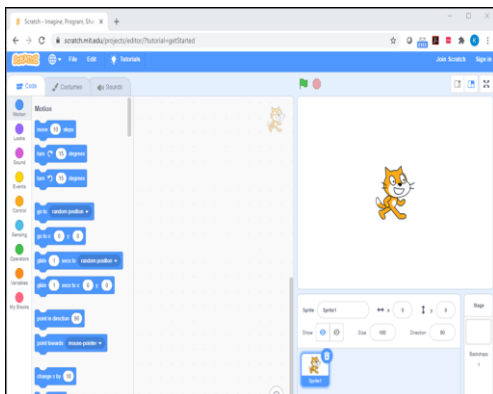 Scratch - Imagine, Program, Sha
scratch.mit.edu/projects/editor/?tutorial=getStarted
SCRATCH File Edit Tutorials Join Scratch Sign in
Code Costumes Sounds
Motion
Motion
Looks
Sound
Events
Control
Sensing
Operators
Variables
My Blocks
move 10 steps
turn 15 degrees
turn 15 degrees
go to random position
go to x: 0 y: 0
glide 1 secs to random position
glide 1 secs to x: 0 y: 0
point in direction 90
point towards mouse-pointer
change x by 10
Sprite Sprite1 x 0 y 0
Show Size 100 Direction 90
Sprite1
Stage
Backdrops
1